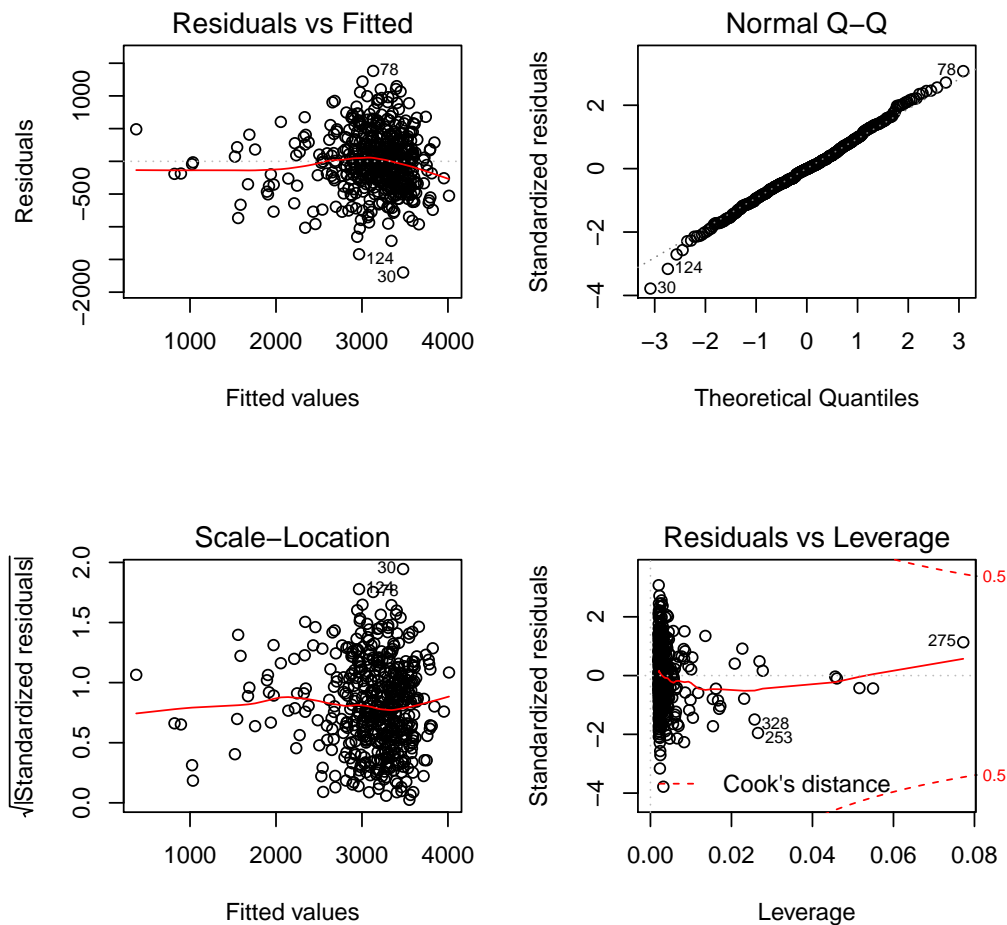 Residuals vs Fitted
Residuals
1000
−500
−2000
78
124
30
1000 2000 3000 4000
Fitted values
Normal Q−Q
Standardized residuals
2
0
−2
−4
78
124
30
−3 −2 −1 0 1 2 3
Theoretical Quantiles
Scale−Location
√|Standardized residuals|
2.0
1.5
1.0
0.5
0.0
30
124
78
1000 2000 3000 4000
Fitted values
Residuals vs Leverage
Standardized residuals
2
0
−2
−4
0.5
275
328
253
Cook's distance
0.5
0.00 0.02 0.04 0.06 0.08
Leverage